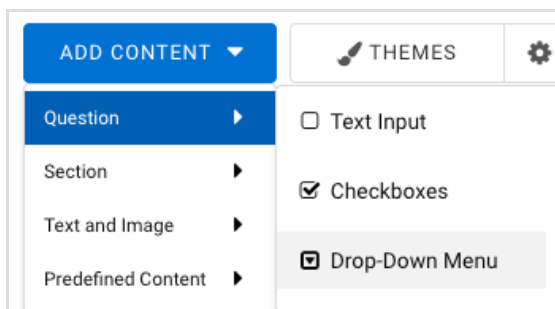 ADD CONTENT
THEMES
Question
Section
Text and Image
Predefined Content
Text Input
Checkboxes
Drop-Down Menu